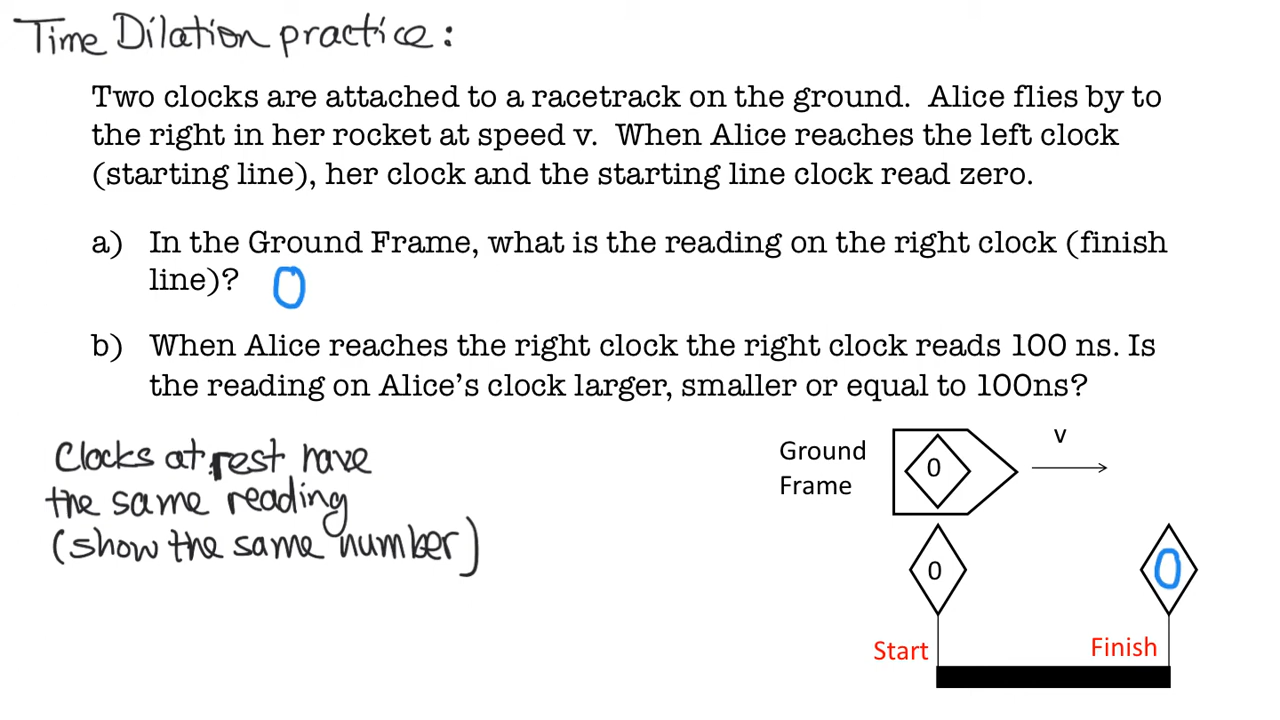 Time Dilation practice:
Two clocks are attached to a racetrack on the ground. Alice flies by to
the right in her rocket at speed v. When Alice reaches the left clock
(starting line), her clock and the starting line clock read zero.
a) In the Ground Frame, what is the reading on the right clock (finish
line)? 0
b) When Alice reaches the right clock the right clock reads 100 ns. Is
the reading on Alice's clock larger, smaller or equal to 100ns?
Clocks at rest have
the same reading
(show the same number)
Ground
Frame
0
v
0
0
Start
Finish